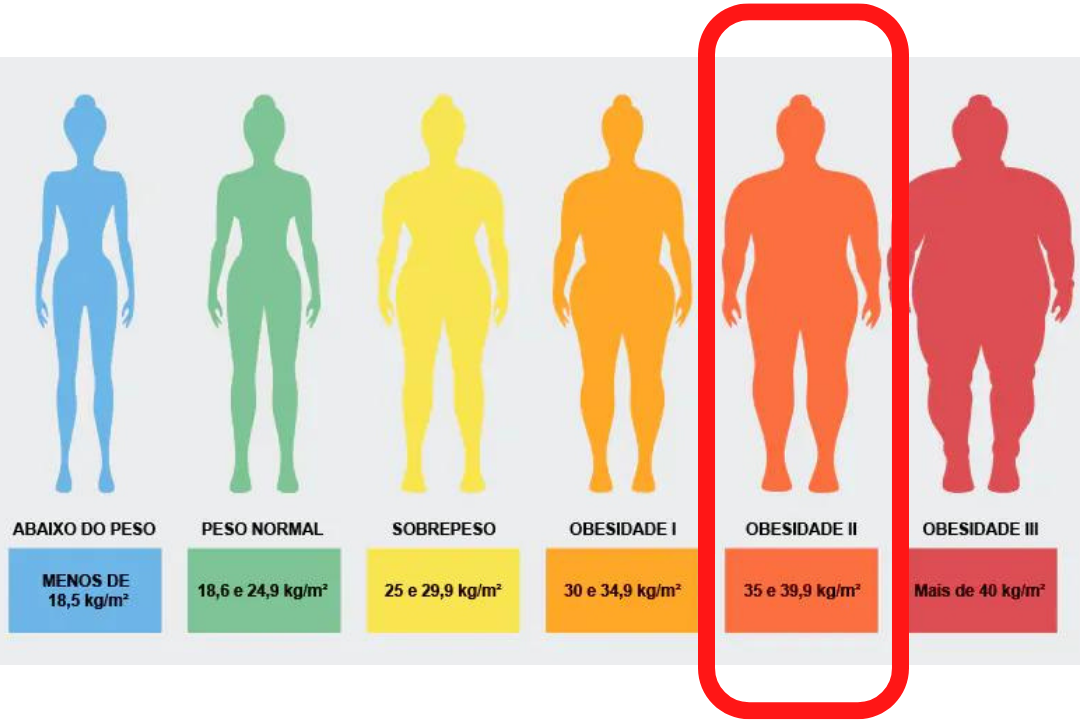 ABAIXO DO PESO
PESO NORMAL
SOBREPESO
OBESIDADE I
OBESIDADE II
OBESIDADE III
MENOS DE
18,5 kg/m²
18,6 e 24,9 kg/m²
25 e 29,9 kg/m²
30 e 34,9 kg/m²
35 e 39,9 kg/m²
Mais de 40 kg/m²